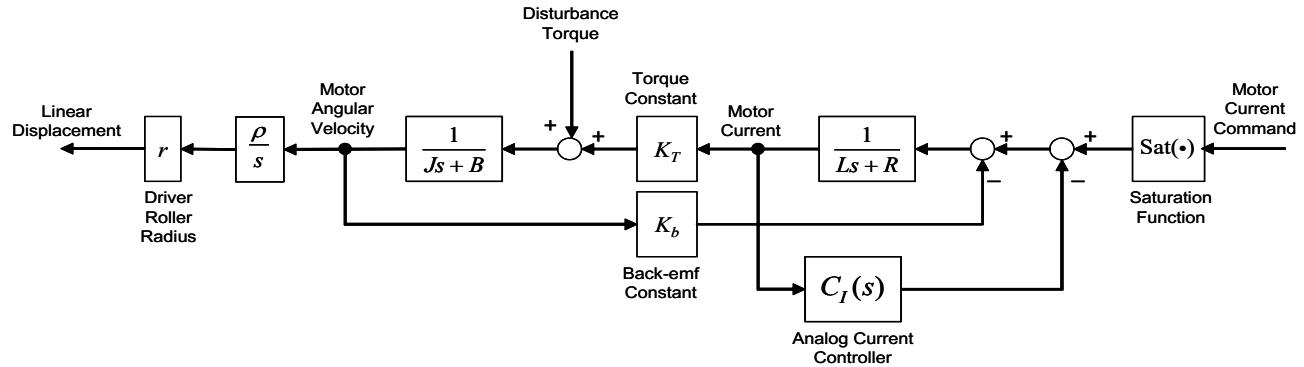 Disturbance
Torque
Linear
Displacement
Motor
Angular
Velocity
Torque
Constant
Motor
Current
Motor
Current
Command
r
ρ
s
1
Js + B
+
+
K_T
1
Ls + R
+
−
+
−
Sat(•)
Driver
Roller
Radius
K_b
Back-emf
Constant
Saturation
Function
C_I(s)
Analog Current
Controller